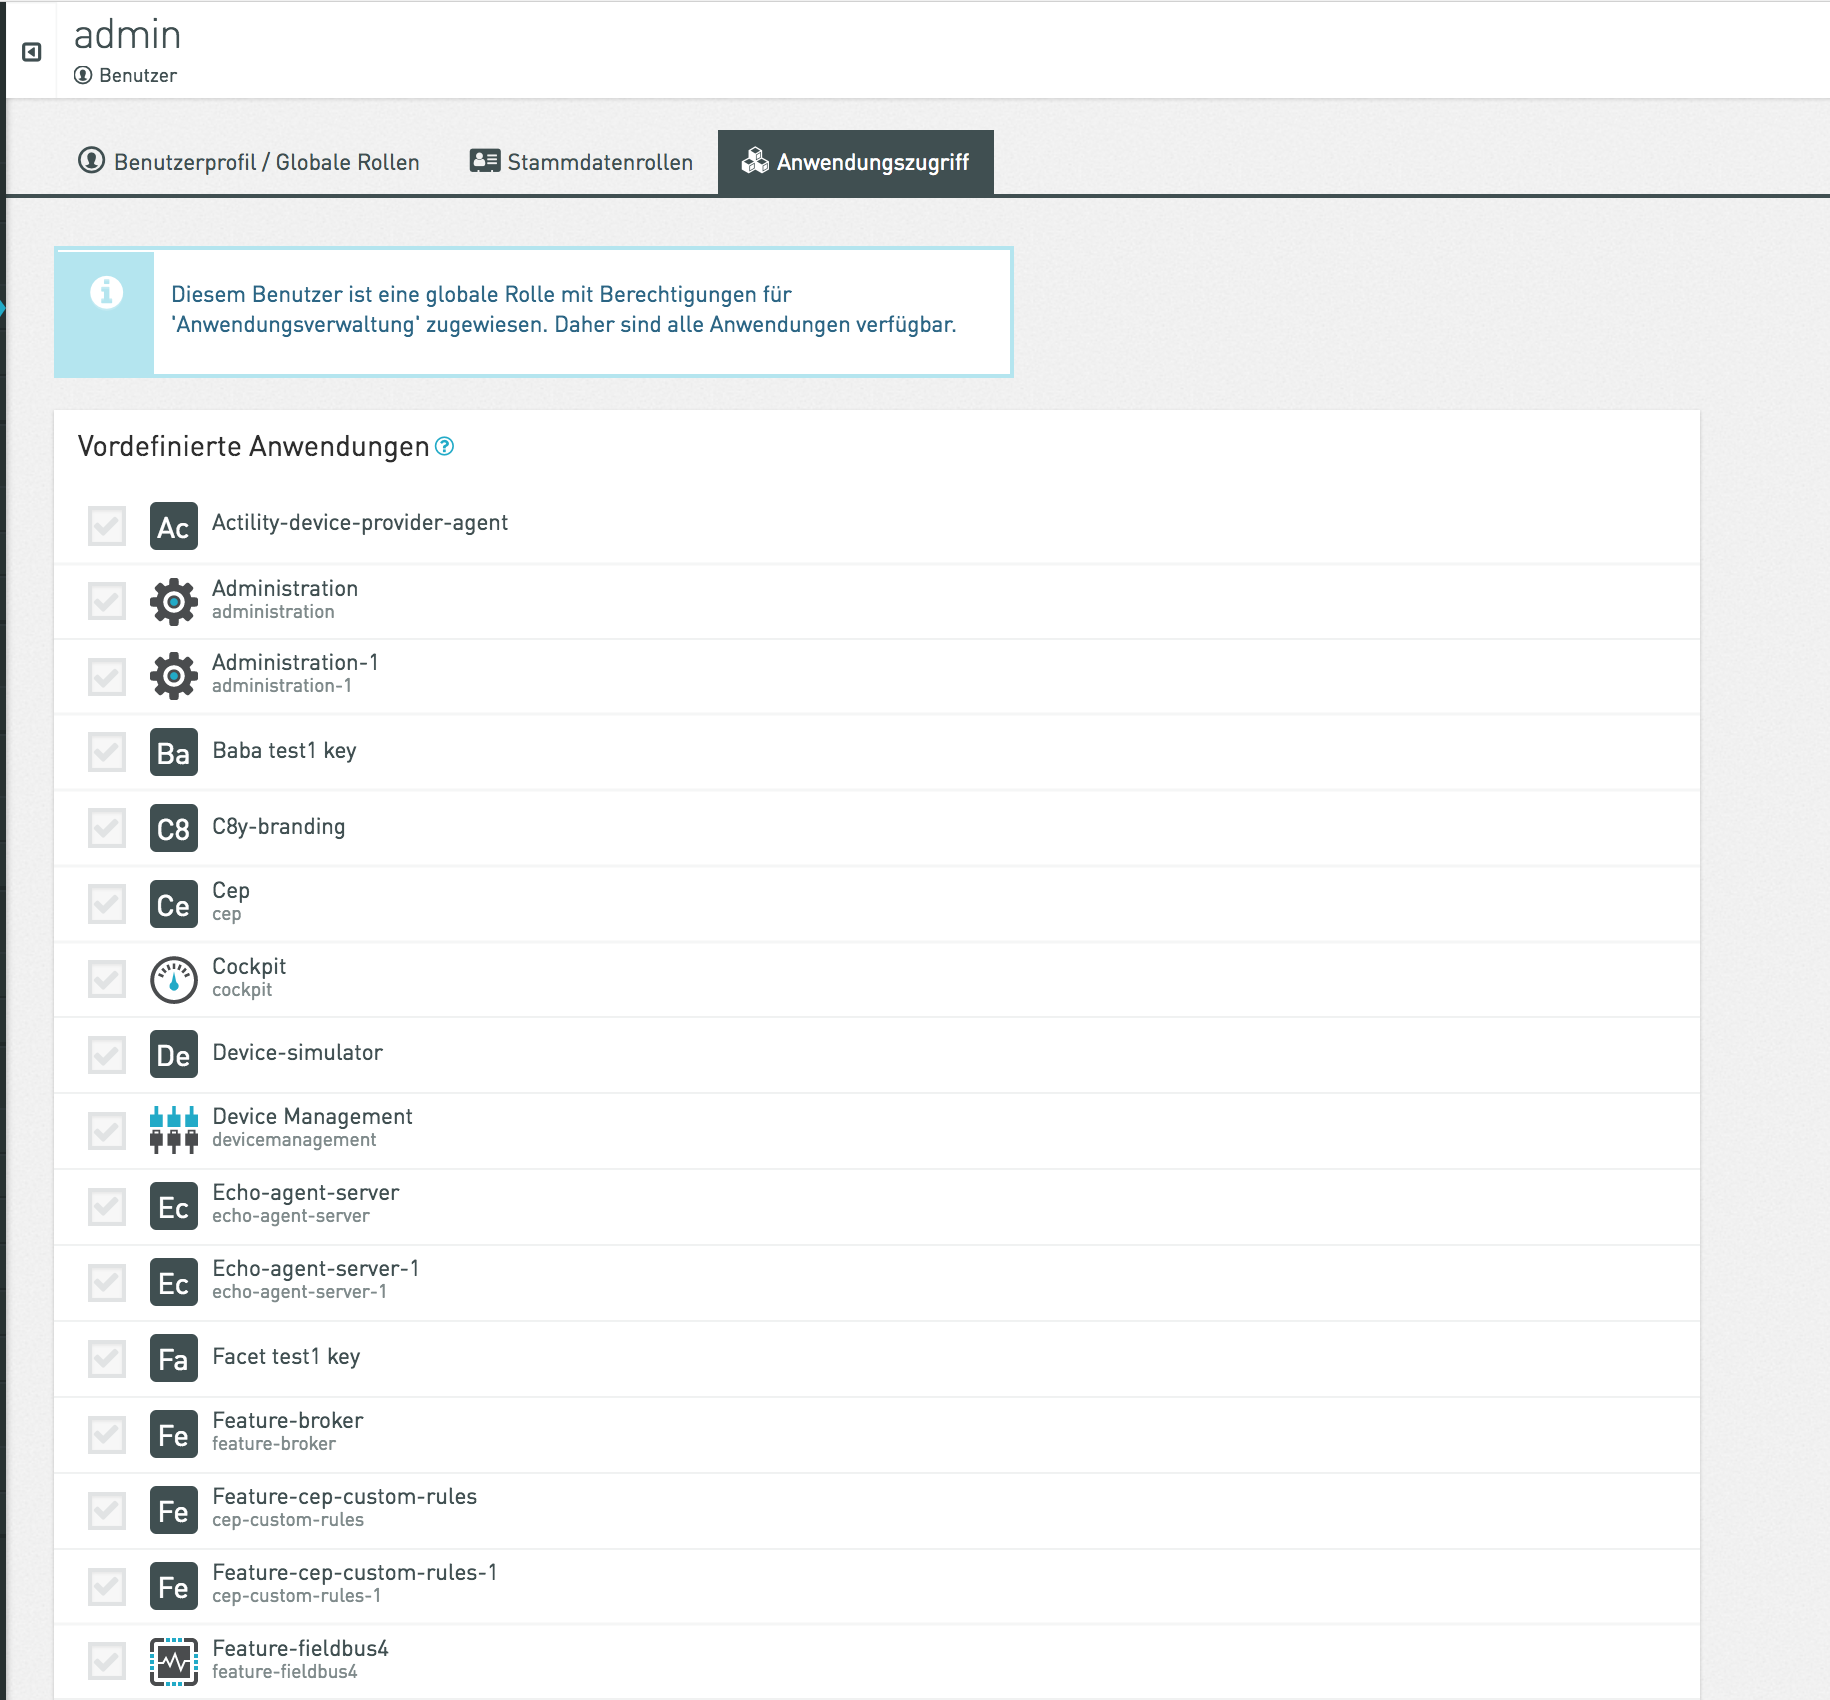 admin
Benutzer
Benutzerprofil / Globale Rollen
Stammdatenrollen
Anwendungszugriff
Diesem Benutzer ist eine globale Rolle mit Berechtigungen für
'Anwendungsverwaltung' zugewiesen. Daher sind alle Anwendungen verfügbar.
Vordefinierte Anwendungen
Ac
Actility-device-provider-agent
Administration
administration
Administration-1
administration-1
Ba
Baba test1 key
C8
C8y-branding
Ce
Cep
cep
Cockpit
cockpit
De
Device-simulator
Device Management
devicemanagement
Ec
Echo-agent-server
echo-agent-server
Ec
Echo-agent-server-1
echo-agent-server-1
Fa
Facet test1 key
Fe
Feature-broker
feature-broker
Fe
Feature-cep-custom-rules
cep-custom-rules
Fe
Feature-cep-custom-rules-1
cep-custom-rules-1
Feature-fieldbus4
feature-fieldbus4